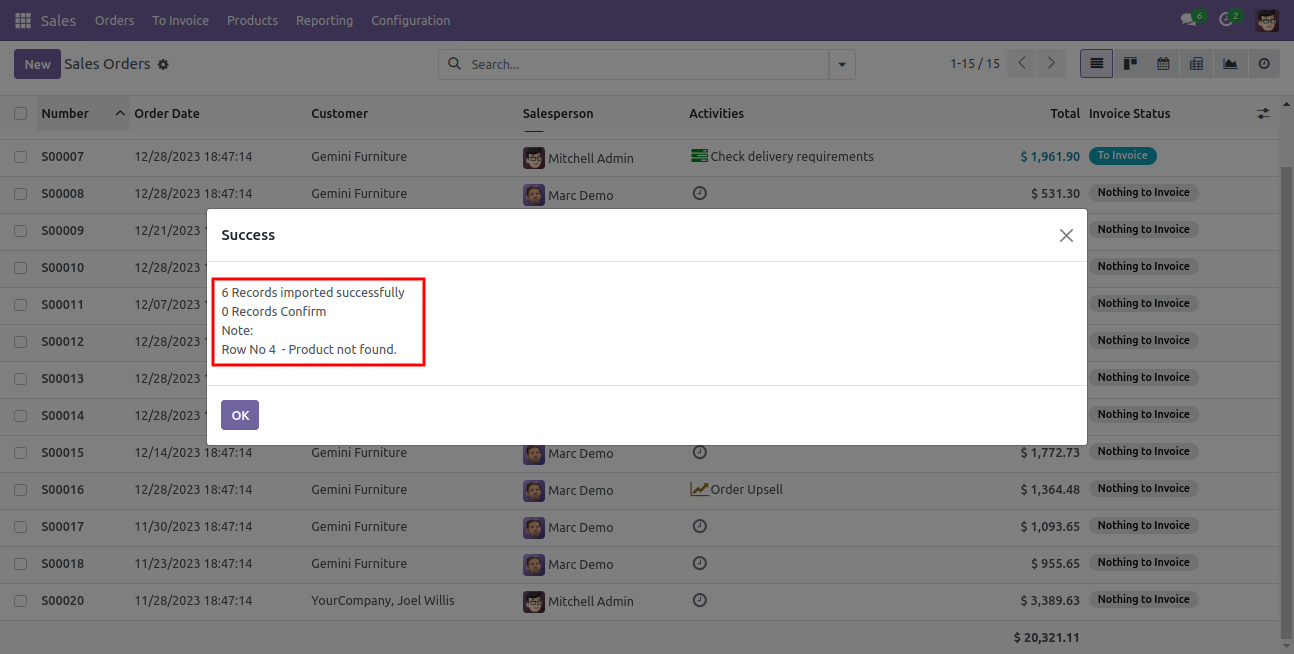 Sales Orders To Invoice Products Reporting Configuration 6 2
New Sales Orders Search... 1-15 / 15
Number Order Date Customer Salesperson Activities Total Invoice Status
S00007 12/28/2023 18:47:14 Gemini Furniture Mitchell Admin Check delivery requirements $ 1,961.90 To Invoice
S00008 12/28/2023 18:47:14 Gemini Furniture Marc Demo $ 531.30 Nothing to Invoice
S00009 12/21/2023 Nothing to Invoice
S00010 12/28/2023 Nothing to Invoice
S00011 12/07/2023 Nothing to Invoice
S00012 12/28/2023 Nothing to Invoice
S00013 12/28/2023 Nothing to Invoice
S00014 12/28/2023 Nothing to Invoice
Success
6 Records imported successfully
0 Records Confirm
Note:
Row No 4 - Product not found.
OK
S00015 12/14/2023 18:47:14 Gemini Furniture Marc Demo $ 1,772.73 Nothing to Invoice
S00016 12/28/2023 18:47:14 Gemini Furniture Marc Demo Order Upsell $ 1,364.48 Nothing to Invoice
S00017 11/30/2023 18:47:14 Gemini Furniture Marc Demo $ 1,093.65 Nothing to Invoice
S00018 11/23/2023 18:47:14 Gemini Furniture Marc Demo $ 955.65 Nothing to Invoice
S00020 11/28/2023 18:47:14 YourCompany, Joel Willis Mitchell Admin $ 3,389.63 Nothing to Invoice
$ 20,321.11